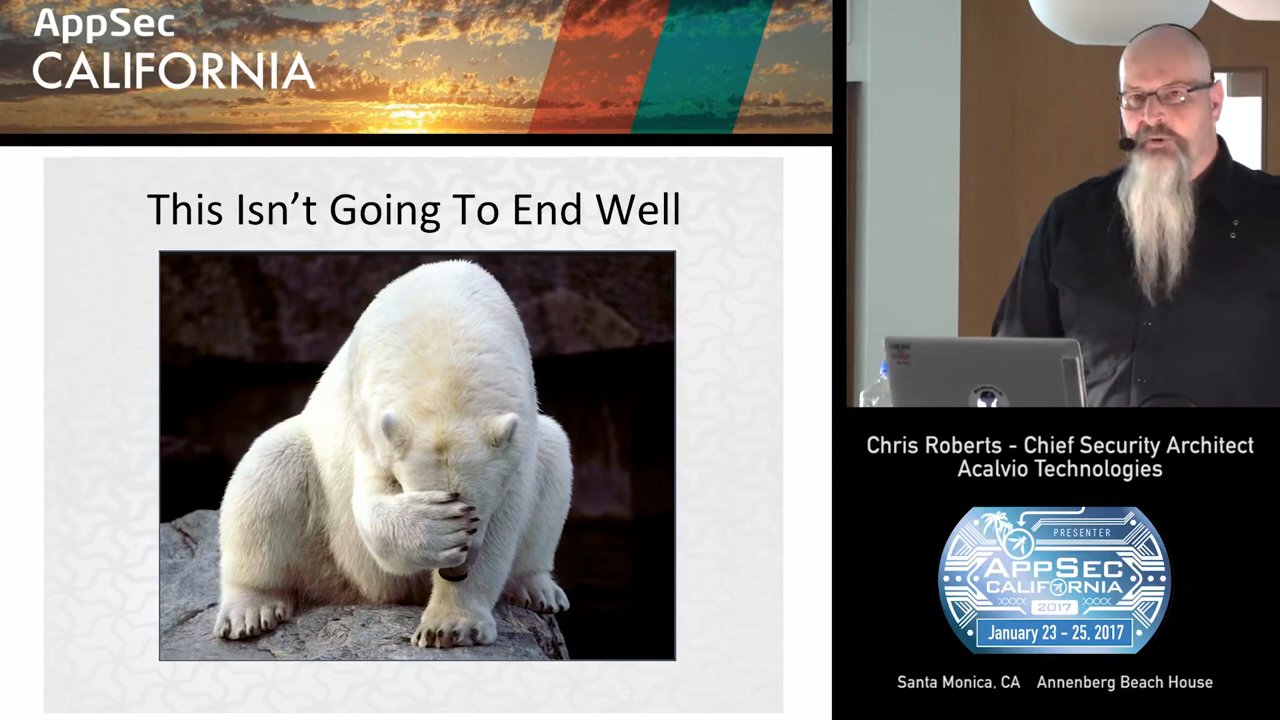 AppSec
CALIFORNIA
This Isn’t Going To End Well
Chris Roberts - Chief Security Architect
Acalvio Technologies
PRESENTER
APPSEC
CALIFORNIA
2017
January 23 - 25, 2017
Santa Monica, CA Annenberg Beach House